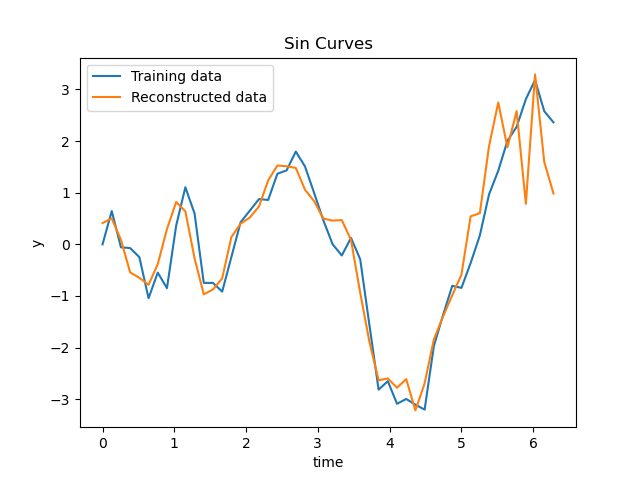 Sin Curves
Training data
Reconstructed data
3
2
1
0
−1
−2
−3
y
0 1 2 3 4 5 6
time